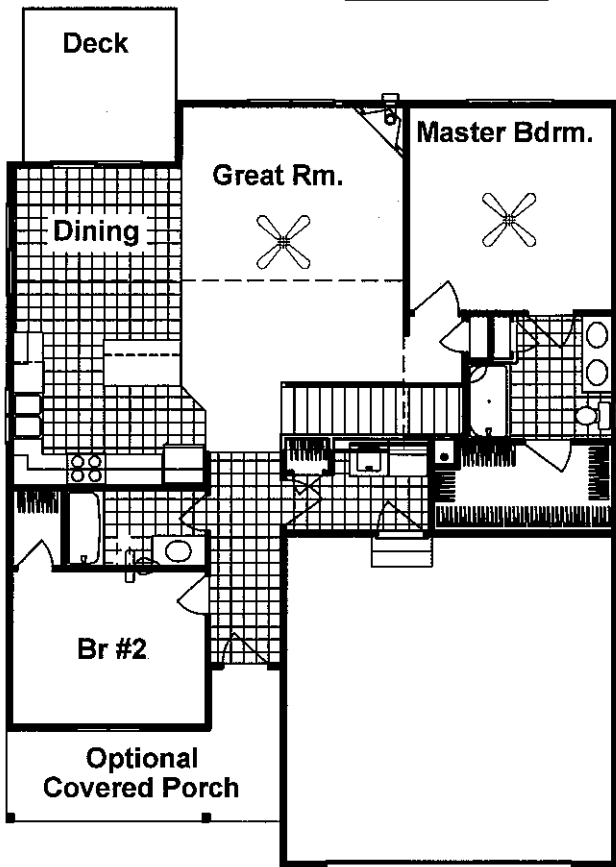 Deck
Great Rm.
Master Bdrm.
Dining
Br #2
Optional
Covered Porch